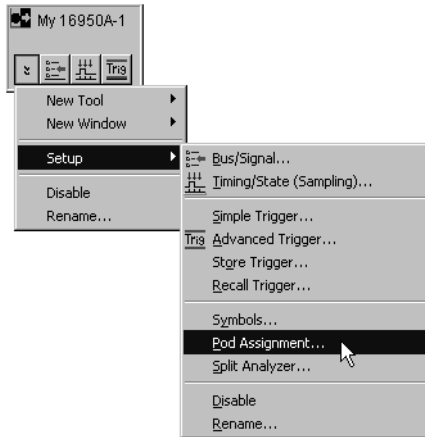 My 16950A-1
Trig
New Tool
New Window
Setup
Disable
Rename...
Bus/Signal...
Timing/State (Sampling)...
Simple Trigger...
Trig Advanced Trigger...
Store Trigger...
Recall Trigger...
Symbols...
Pod Assignment...
Split Analyzer...
Disable
Rename...